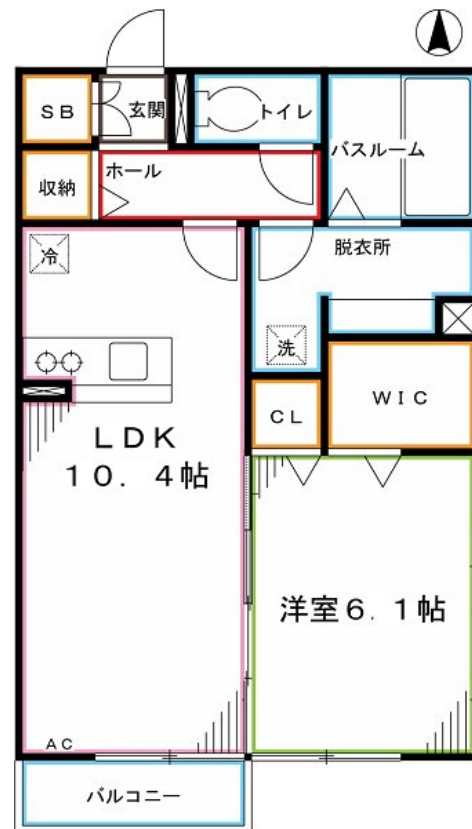 ＳＢ
玄関
トイレ
バスルーム
収納
ホール
脱衣所
冷
洗
ＣＬ
ＷＩＣ
ＬＤＫ
１０．４帖
洋室６．１帖
ＡＣ
バルコニー